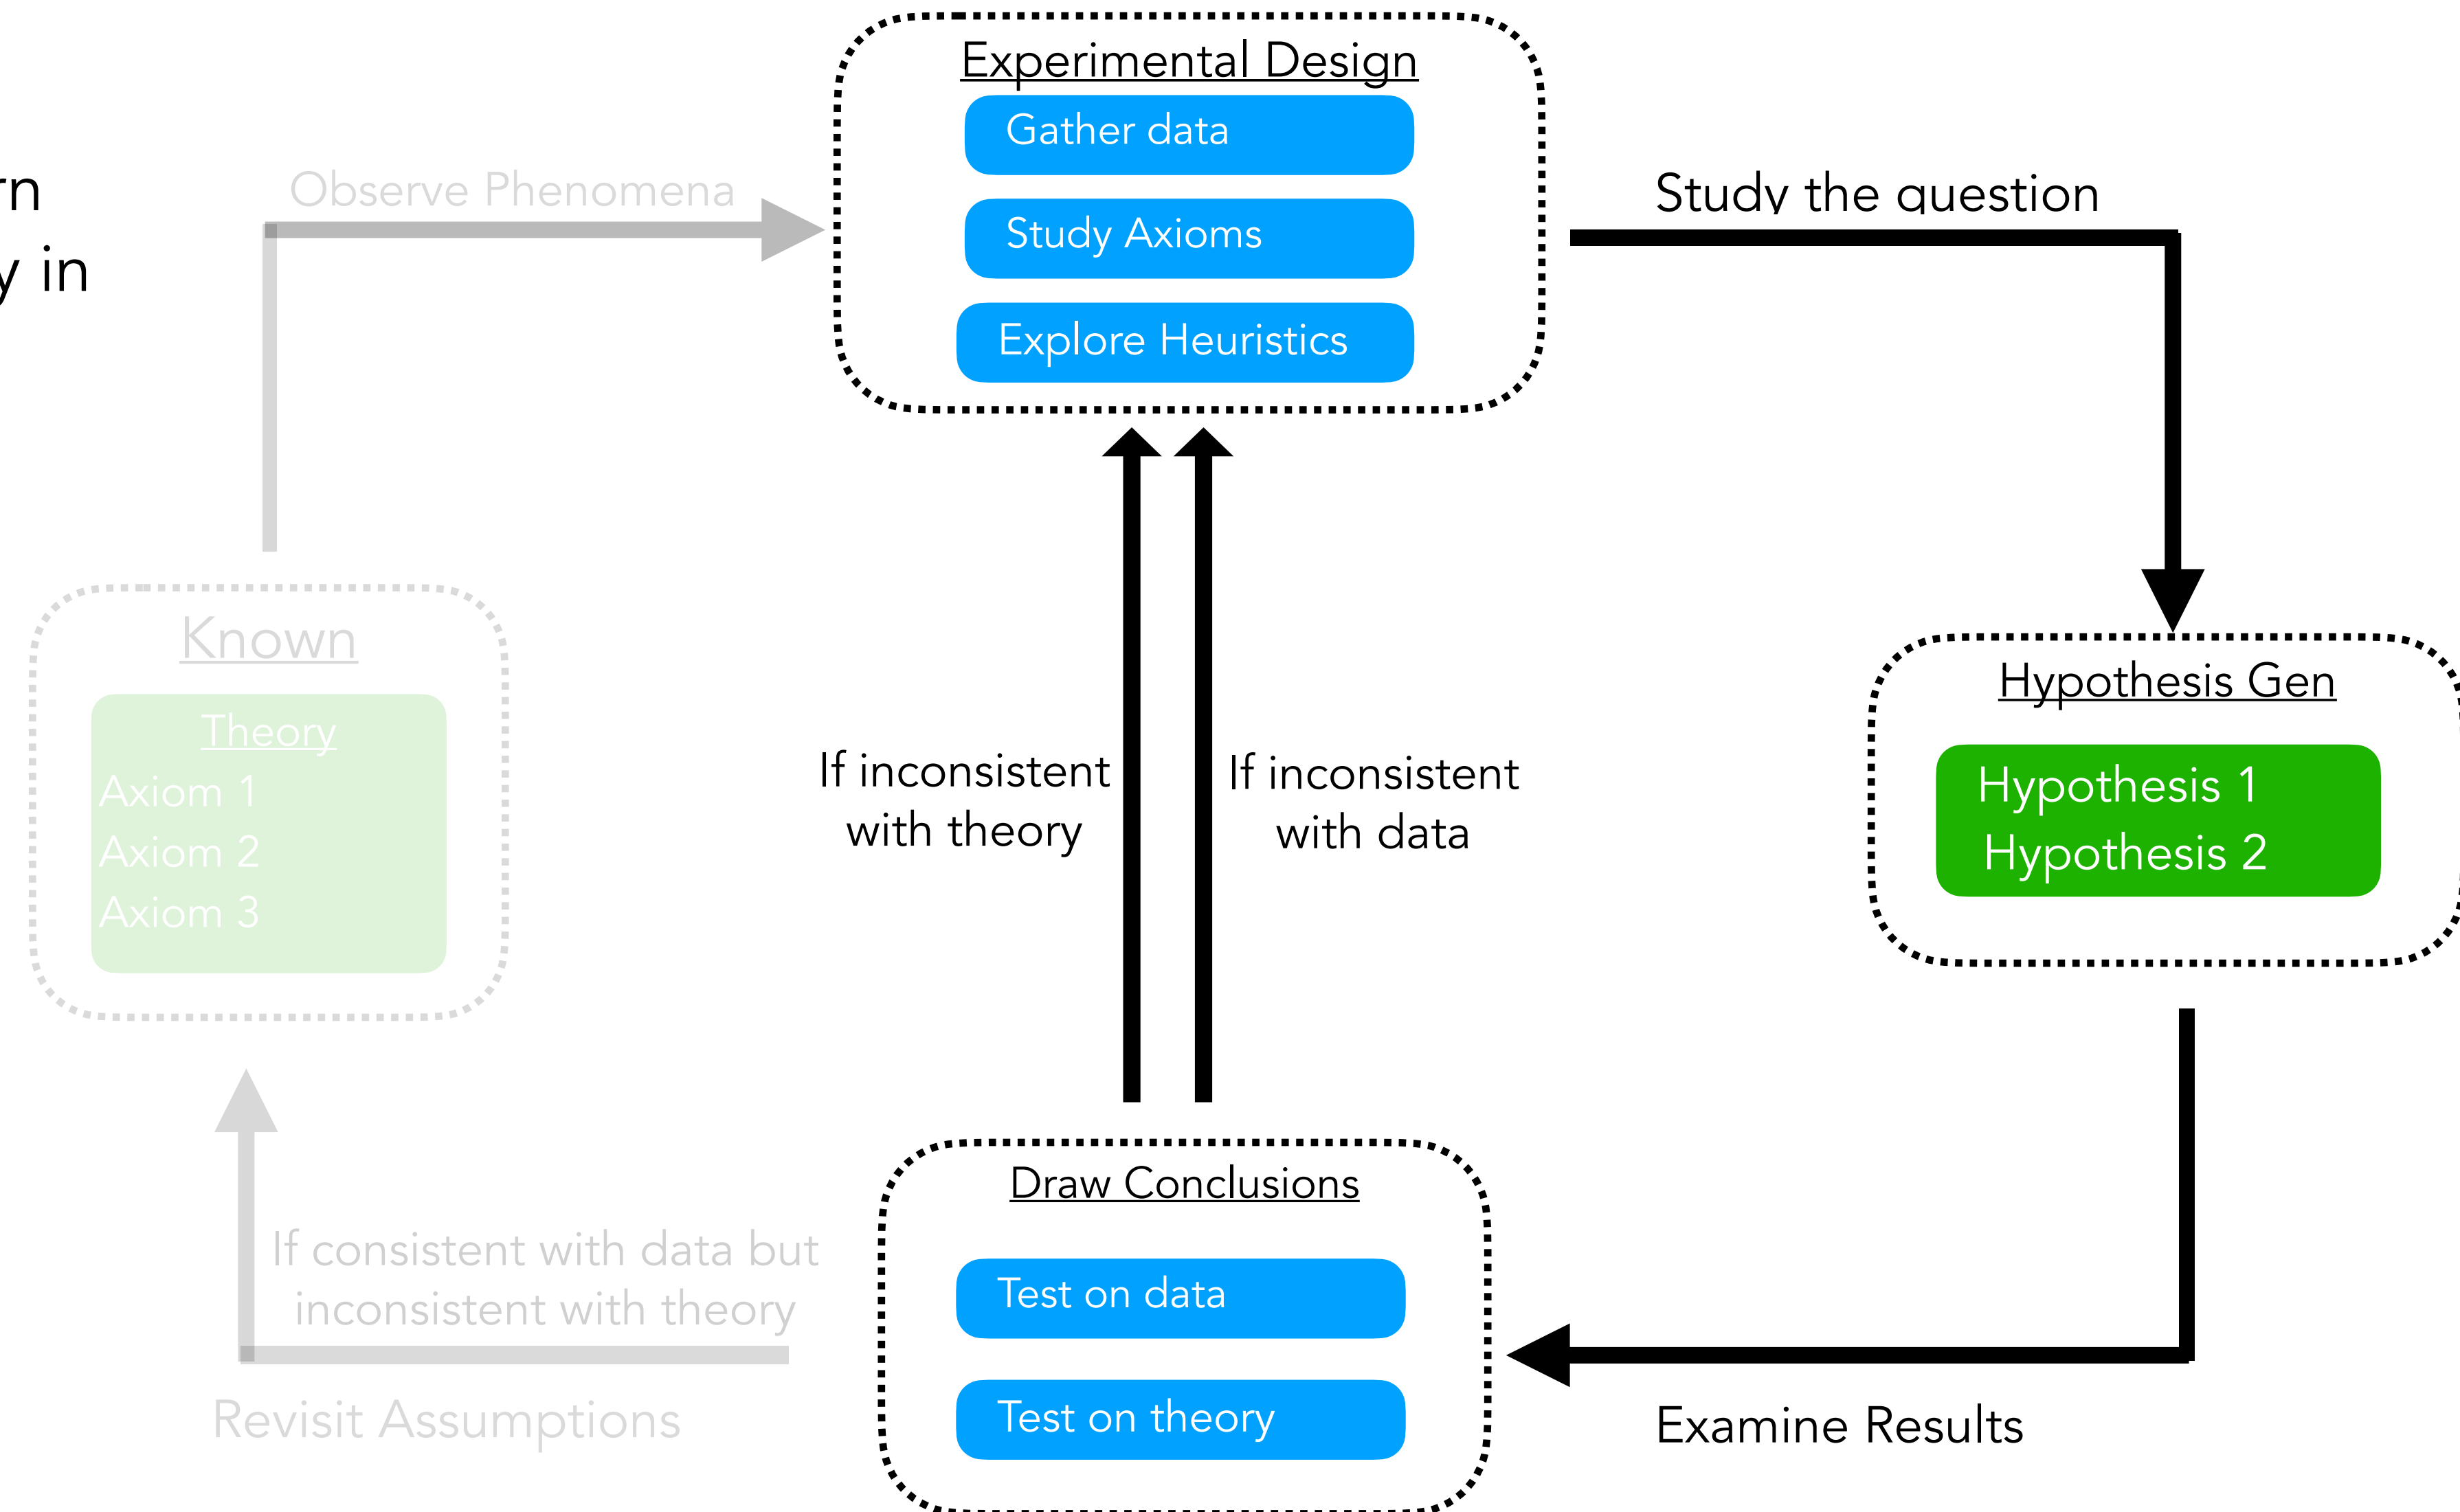 rn
y in
Experimental Design
Gather data
Study Axioms
Explore Heuristics
Observe Phenomena
Study the question
Known
Theory
Axiom 1
Axiom 2
Axiom 3
If inconsistent
with theory
If inconsistent
with data
Hypothesis Gen
Hypothesis 1
Hypothesis 2
Draw Conclusions
Test on data
Test on theory
If consistent with data but
inconsistent with theory
Revisit Assumptions
Examine Results